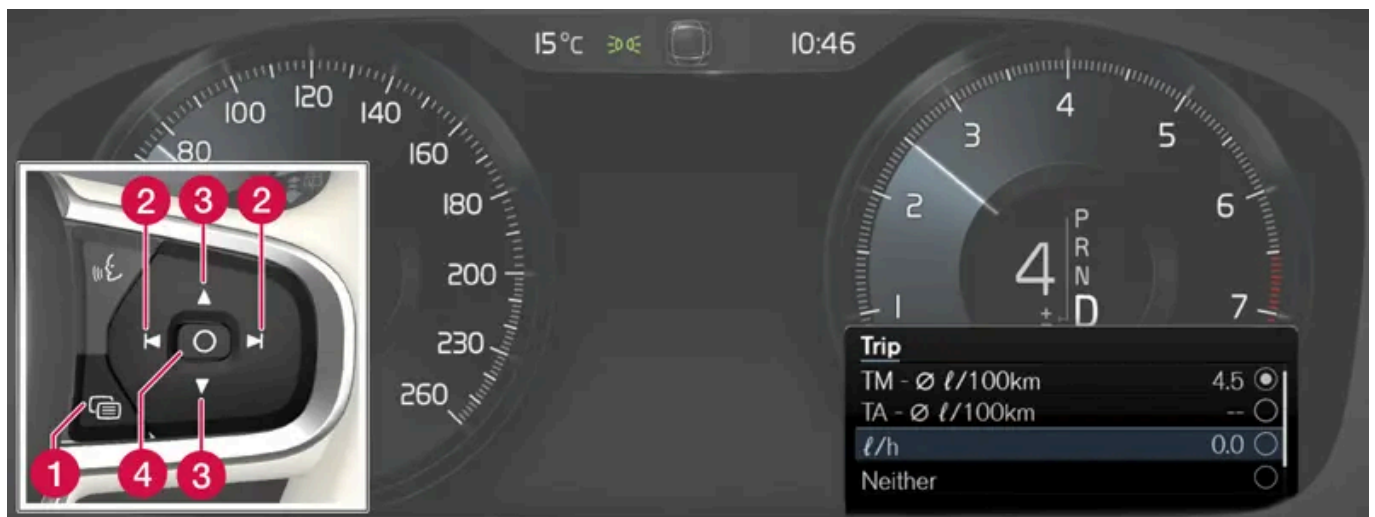 15°C 10:46
80
100
120
140
160
180
200
230
260
1
2
3
4
5
6
7
4
P
R
N
D
+
-
2 3 2
1 4 3
Trip
TM - Ø ℓ/100km 4.5
TA - Ø ℓ/100km --
ℓ/h 0.0
Neither